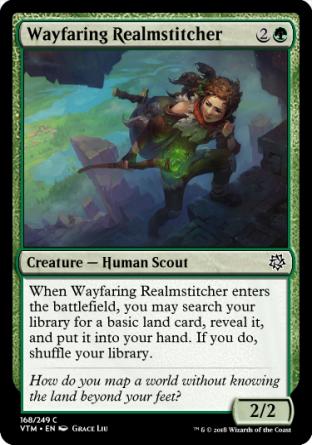 Wayfaring Realmstitcher 2
Creature — Human Scout
When Wayfaring Realmstitcher enters
the battlefield, you may search your
library for a basic land card, reveal it,
and put it into your hand. If you do,
shuffle your library.
How do you map a world without knowing
the land beyond your feet?
2/2
168/249 C
VTM • EN Grace Liu
™ & © 2018 Wizards of the Coast